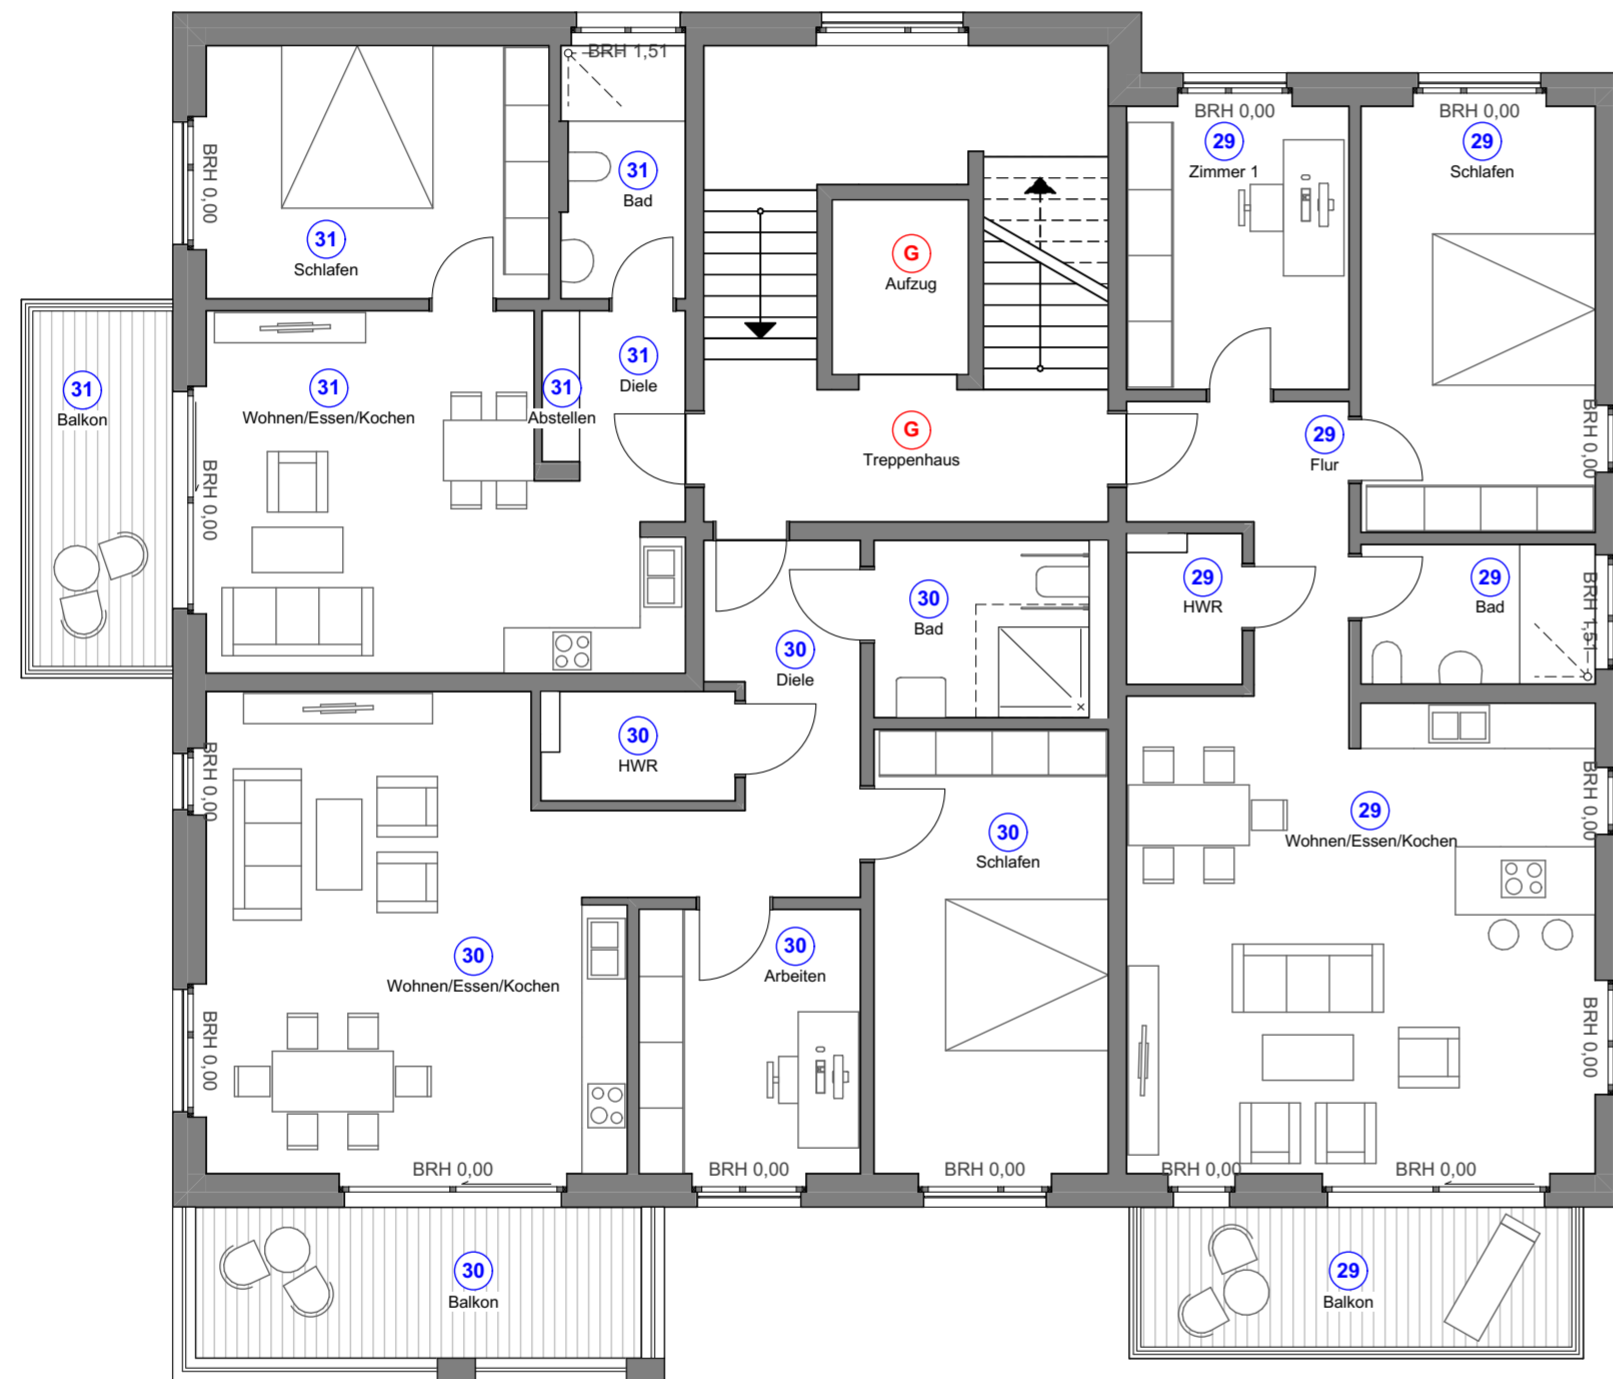 BRH 1,51
BRH 0,00
29
Zimmer 1
BRH 0,00
29
Schlafen
BRH 0,00
31
Bad
31
Schlafen
G
Aufzug
31
Diele
31
Balkon
31
Wohnen/Essen/Kochen
31
Abstellen
G
Treppenhaus
29
Flur
BRH 0,00
BRH 0,00
30
Bad
29
HWR
29
Bad
BRH 1,51
30
Diele
30
HWR
BRH 0,00
30
Schlafen
29
Wohnen/Essen/Kochen
BRH 0,00
30
Wohnen/Essen/Kochen
30
Arbeiten
BRH 0,00
BRH 0,00
BRH 0,00
BRH 0,00
BRH 0,00
BRH 0,00
BRH 0,00
30
Balkon
29
Balkon